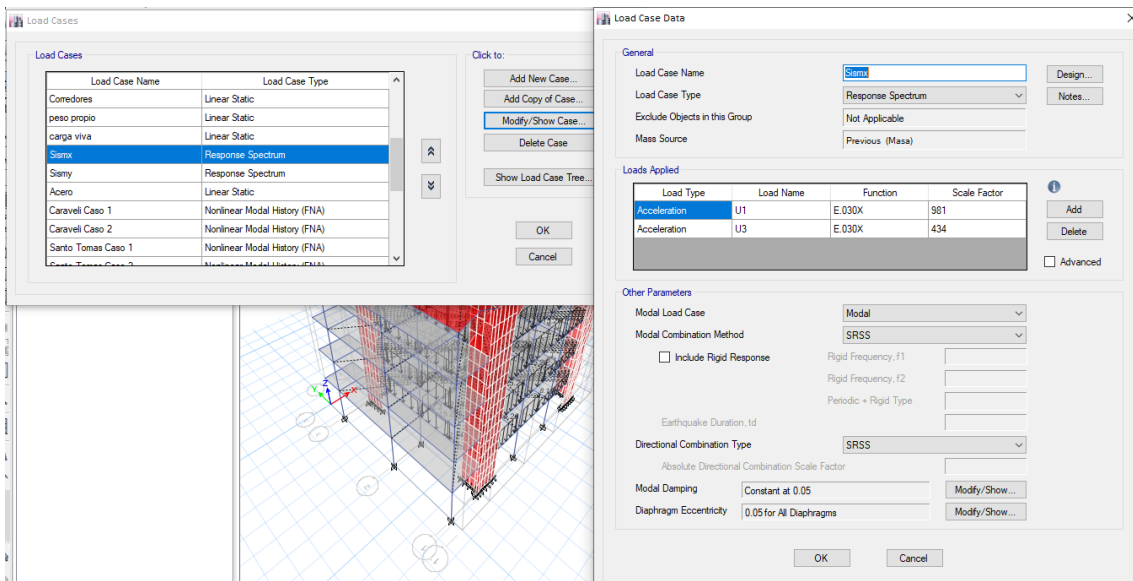 Load Cases
Load Cases
Load Case Name Load Case Type
Corredores Linear Static
peso propio Linear Static
carga viva Linear Static
Sismx Response Spectrum
Sismy Response Spectrum
Acero Linear Static
Caraveli Caso 1 Nonlinear Modal History (FNA)
Caraveli Caso 2 Nonlinear Modal History (FNA)
Santo Tomas Caso 1 Nonlinear Modal History (FNA)
Santo Tomas Caso 2 Nonlinear Modal History (FNA)
Click to:
Add New Case...
Add Copy of Case...
Modify/Show Case...
Delete Case
Show Load Case Tree...
OK
Cancel
Z
Y
X
Load Case Data
General
Load Case Name Sismx Design...
Load Case Type Response Spectrum Notes...
Exclude Objects in this Group Not Applicable
Mass Source Previous (Masa)
Loads Applied
Load Type Load Name Function Scale Factor
Acceleration U1 E.030X 981 Add
Acceleration U3 E.030X 434 Delete
Advanced
Other Parameters
Modal Load Case Modal
Modal Combination Method SRSS
Include Rigid Response Rigid Frequency, f1
Rigid Frequency, f2
Periodic + Rigid Type
Earthquake Duration, td
Directional Combination Type SRSS
Absolute Directional Combination Scale Factor
Modal Damping Constant at 0.05 Modify/Show...
Diaphragm Eccentricity 0.05 for All Diaphragms Modify/Show...
OK Cancel